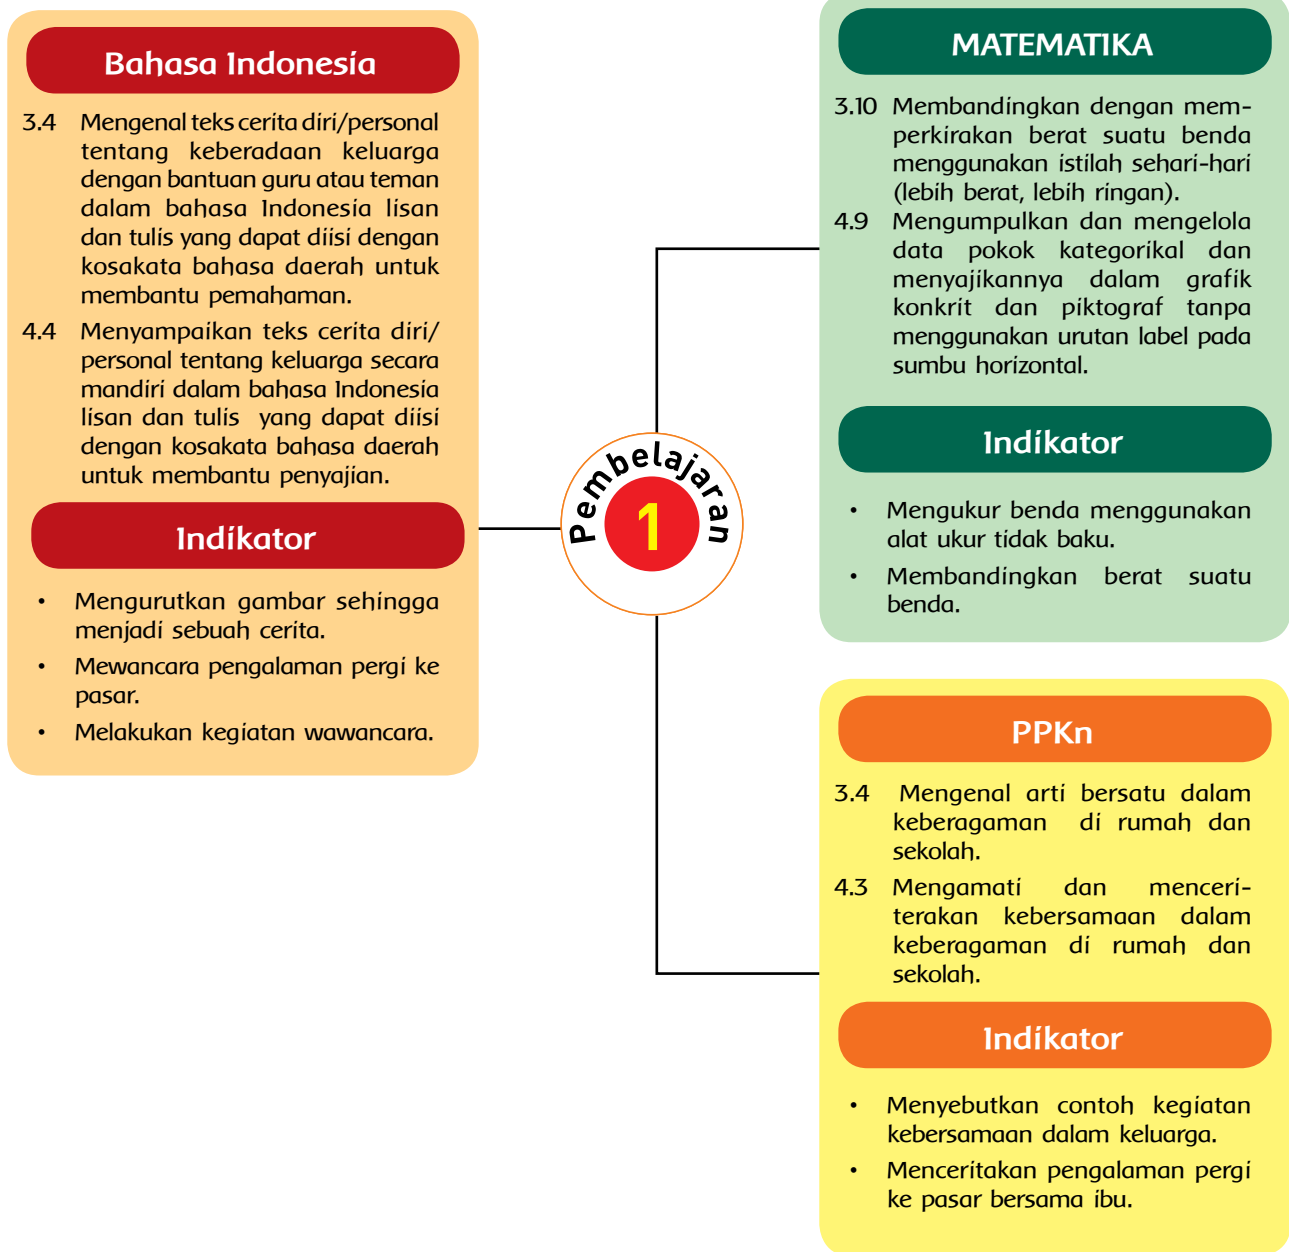 Bahasa Indonesia
3.4 Mengenal teks cerita diri/personal
tentang keberadaan keluarga
dengan bantuan guru atau teman
dalam bahasa Indonesia lisan
dan tulis yang dapat diisi dengan
kosakata bahasa daerah untuk
membantu pemahaman.
4.4 Menyampaikan teks cerita diri/
personal tentang keluarga secara
mandiri dalam bahasa Indonesia
lisan dan tulis yang dapat diisi
dengan kosakata bahasa daerah
untuk membantu penyajian.
Indikator
• Mengurutkan gambar sehingga
menjadi sebuah cerita.
• Mewancara pengalaman pergi ke
pasar.
• Melakukan kegiatan wawancara.
Pembelajaran
1
MATEMATIKA
3.10 Membandingkan dengan mem-
perkirakan berat suatu benda
menggunakan istilah sehari-hari
(lebih berat, lebih ringan).
4.9 Mengumpulkan dan mengelola
data pokok kategorikal dan
menyajikannya dalam grafik
konkrit dan piktograf tanpa
menggunakan urutan label pada
sumbu horizontal.
Indikator
• Mengukur benda menggunakan
alat ukur tidak baku.
• Membandingkan berat suatu
benda.
PPKn
3.4 Mengenal arti bersatu dalam
keberagaman di rumah dan
sekolah.
4.3 Mengamati dan menceri-
terakan kebersamaan dalam
keberagaman di rumah dan
sekolah.
Indikator
• Menyebutkan contoh kegiatan
kebersamaan dalam keluarga.
• Menceritakan pengalaman pergi
ke pasar bersama ibu.